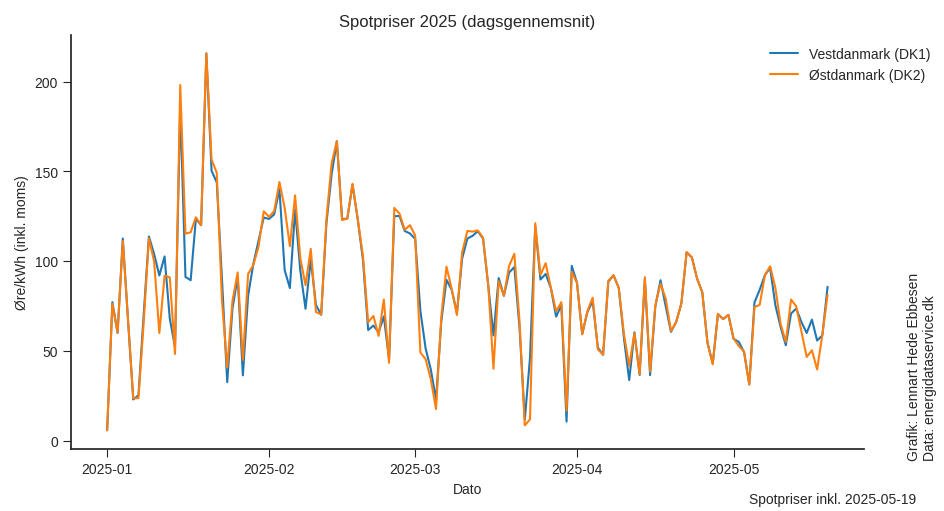 Spotpriser 2025 (dagsgennemsnit)
Vestdanmark (DK1)
Østdanmark (DK2)
Øre/kWh (inkl. moms)
200
150
100
50
0
2025-01
2025-02
2025-03
2025-04
2025-05
Dato
Grafik: Lennart Hede Ebbesen
Data: energidataservice.dk
Spotpriser inkl. 2025-05-19